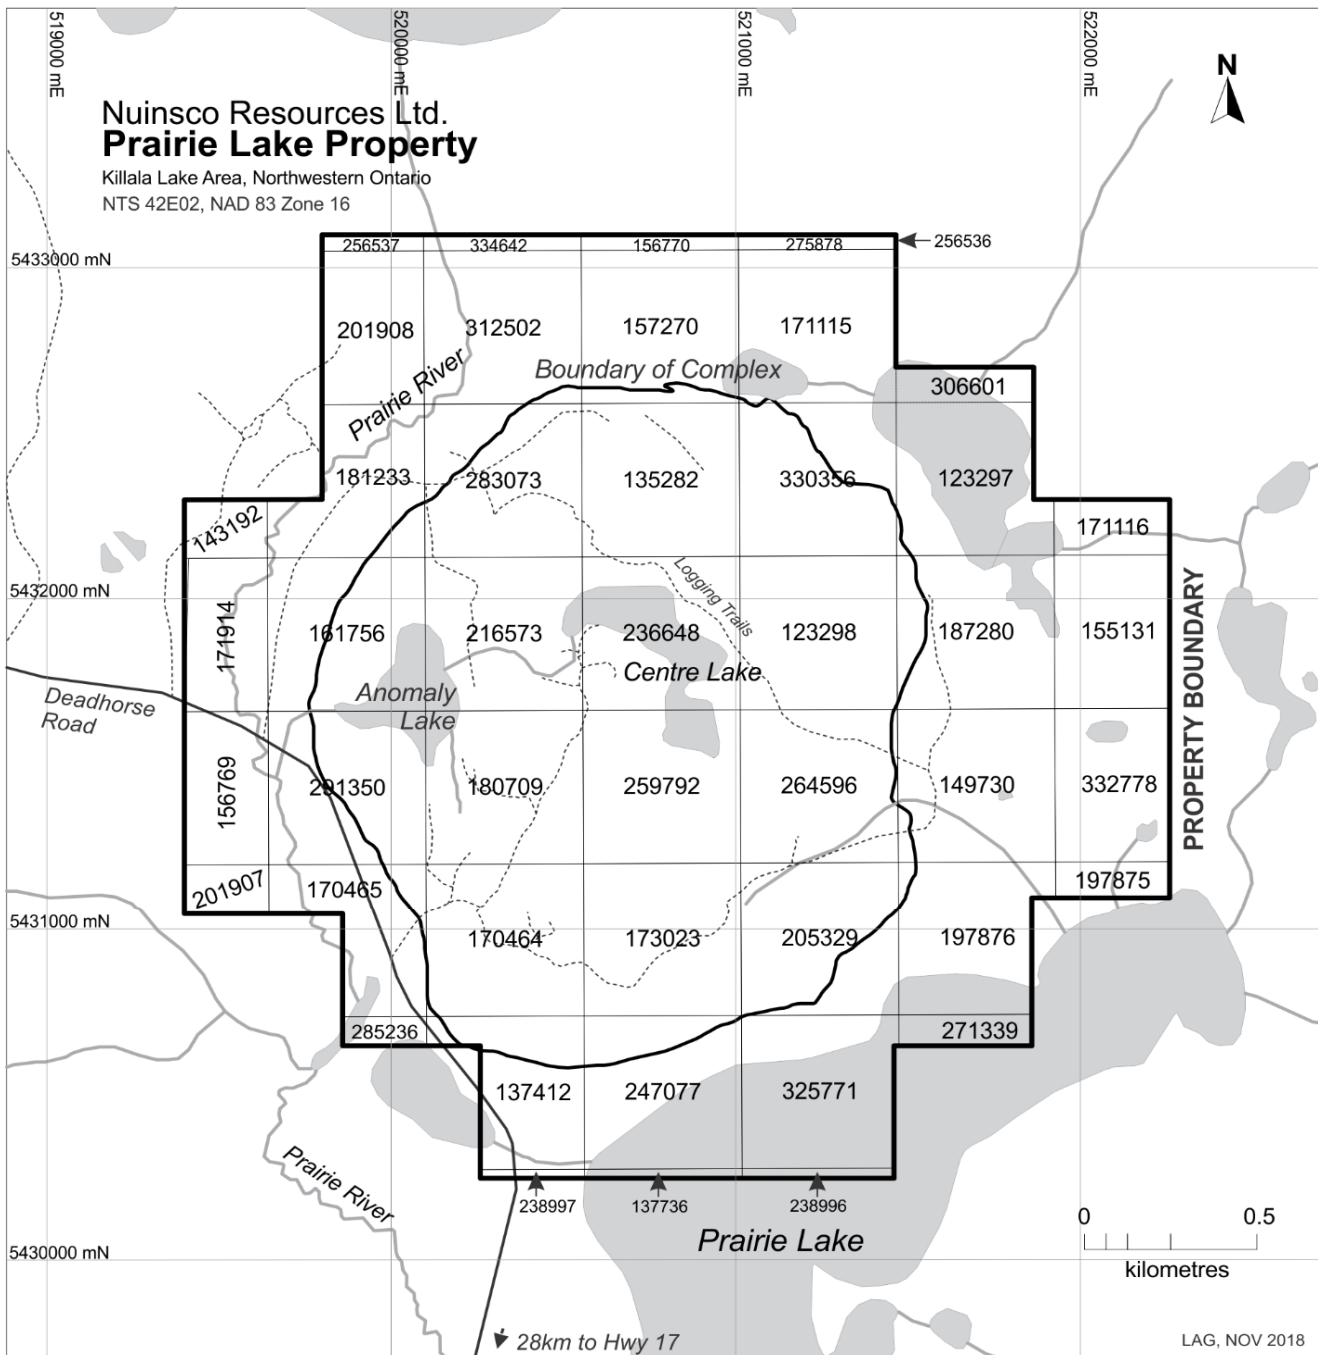 519000 mE
520000 mE
521000 mE
522000 mE
N
Nuinsco Resources Ltd.
Prairie Lake Property
Killala Lake Area, Northwestern Ontario
NTS 42E02, NAD 83 Zone 16
256537
334642
156770
275878
256536
5433000 mN
201908
312502
157270
171115
Prairie River
Boundary of Complex
306601
181233
283073
135282
330356
123297
143192
171116
5432000 mN
Logging Trails
171914
161756
216573
236648
123298
187280
155131
Centre Lake
Deadhorse
Road
Anomaly
Lake
PROPERTY BOUNDARY
156769
291350
180709
259792
264596
149730
332778
201907
170465
197875
5431000 mN
170464
173023
205329
197876
285236
271339
137412
247077
325771
Prairie River
238997
137736
238996
Prairie Lake
5430000 mN
0
0.5
kilometres
28km to Hwy 17
LAG, NOV 2018